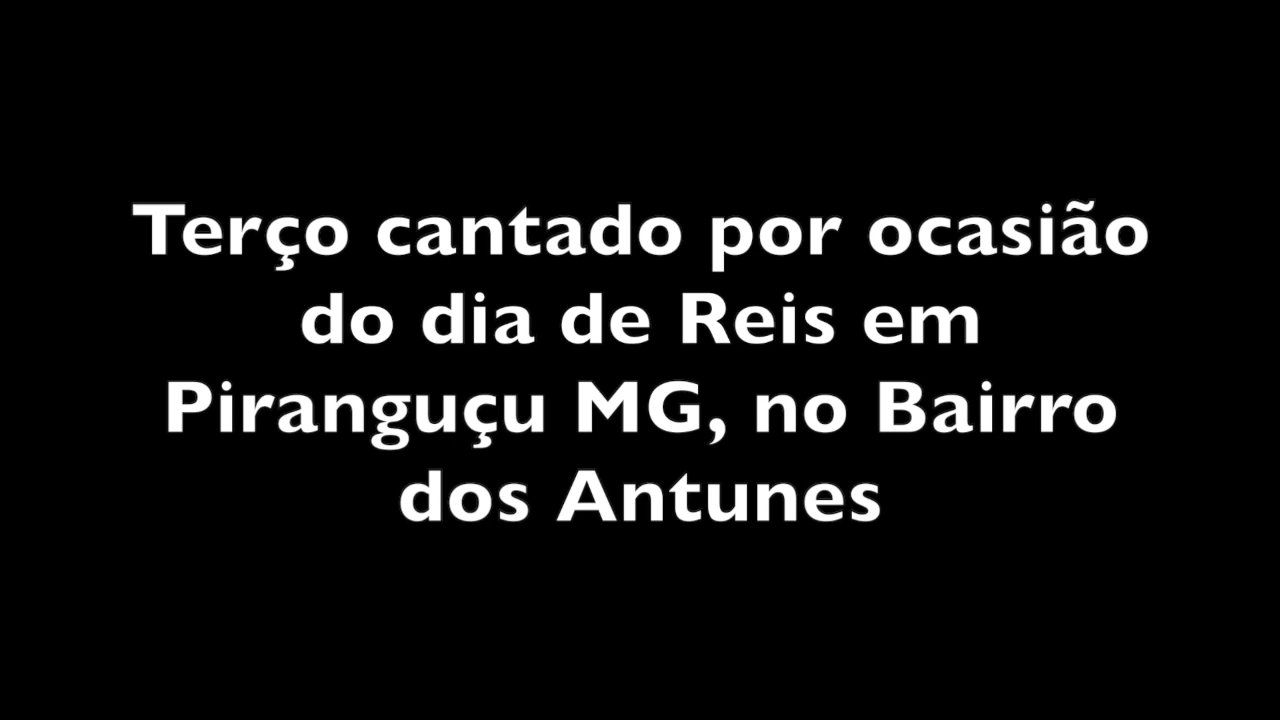 Terço cantado por ocasião
do dia de Reis em
Piranguçu MG, no Bairro
dos Antunes